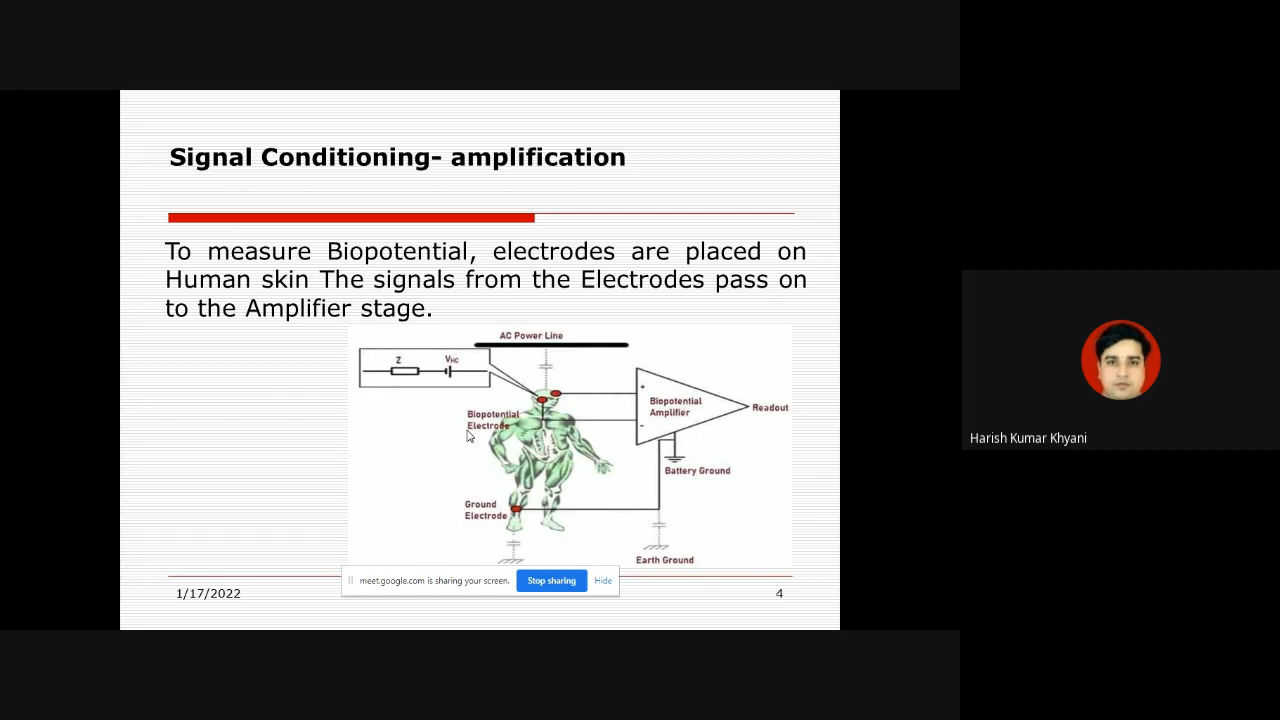 Signal Conditioning- amplification
To measure Biopotential, electrodes are placed on
Human skin The signals from the Electrodes pass on
to the Amplifier stage.
AC Power Line
Z
VHC
Biopotential
Electrode
+
Biopotential
Amplifier
-
Readout
Battery Ground
Ground
Electrode
Earth Ground
meet.google.com is sharing your screen.
Stop sharing
Hide
1/17/2022
4
Harish Kumar Khyani